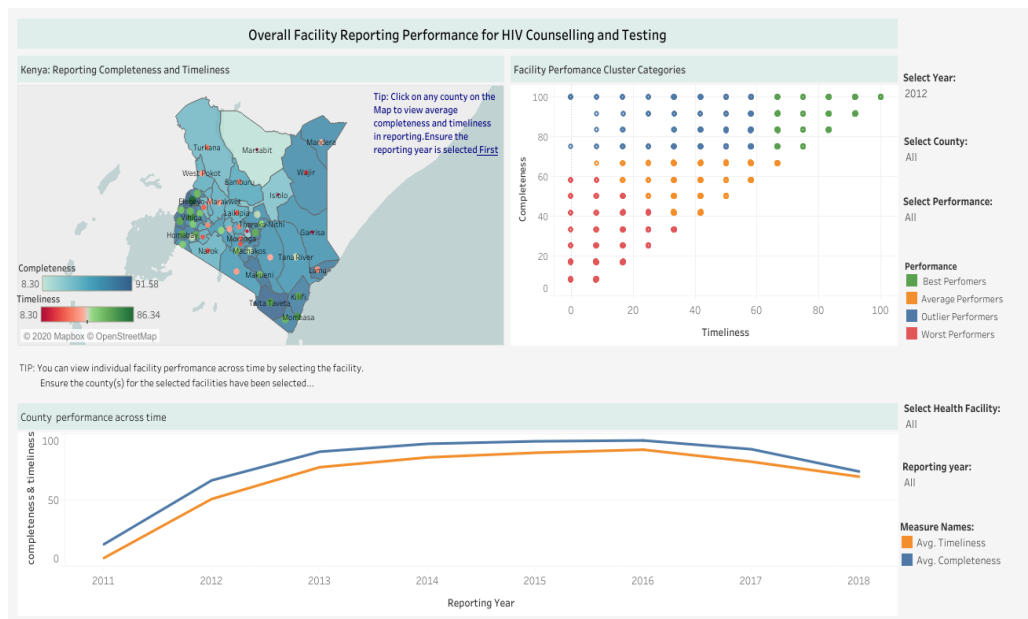 Overall Facility Reporting Performance for HIV Counselling and Testing
Kenya: Reporting Completeness and Timeliness
Tip: Click on any county on the
Map to view average
completeness and timeliness
in reporting.Ensure the
reporting year is selected First
Turkana
Marsabit
Mandera
West Pokot
Wajir
Samburu
Isiolo
Elgeyo-Marakwet
Laikipia
Vihiga
Tharaka-Nithi
Homabay
Muranga
Garissa
Narok
Machakos
Tana River
Makueni
Lamu
Taita Taveta
Kilifi
Mombasa
Completeness
8.30
91.58
Timeliness
8.30
86.34
© 2020 Mapbox © OpenStreetMap
Facility Perfomance Cluster Categories
Completeness
100
80
60
40
20
0
0
20
40
60
80
100
Timeliness
Select Year:
2012
Select County:
All
Select Performance:
All
Performance
Best Perfomers
Average Performers
Outlier Performers
Worst Performers
TIP: You can view individual facility perfromance across time by selecting the facility.
Ensure the county(s) for the selected facilities have been selected...
County performance across time
completeness & timeliness
100
50
0
2011
2012
2013
2014
2015
2016
2017
2018
Reporting Year
Select Health Facility:
All
Reporting year:
All
Measure Names:
Avg. Timeliness
Avg. Completeness